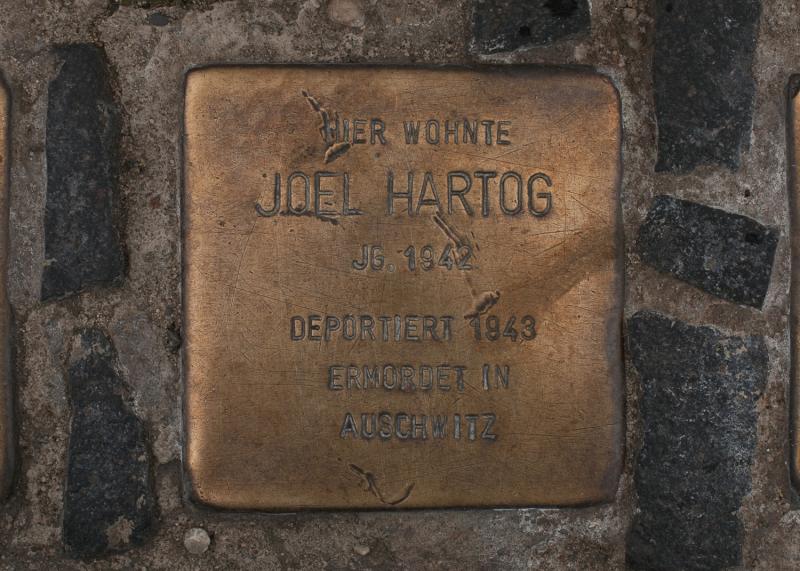 HIER WOHNTE
JOEL HARTOG
JG. 1942
DEPORTIERT 1943
ERMORDET IN
AUSCHWITZ